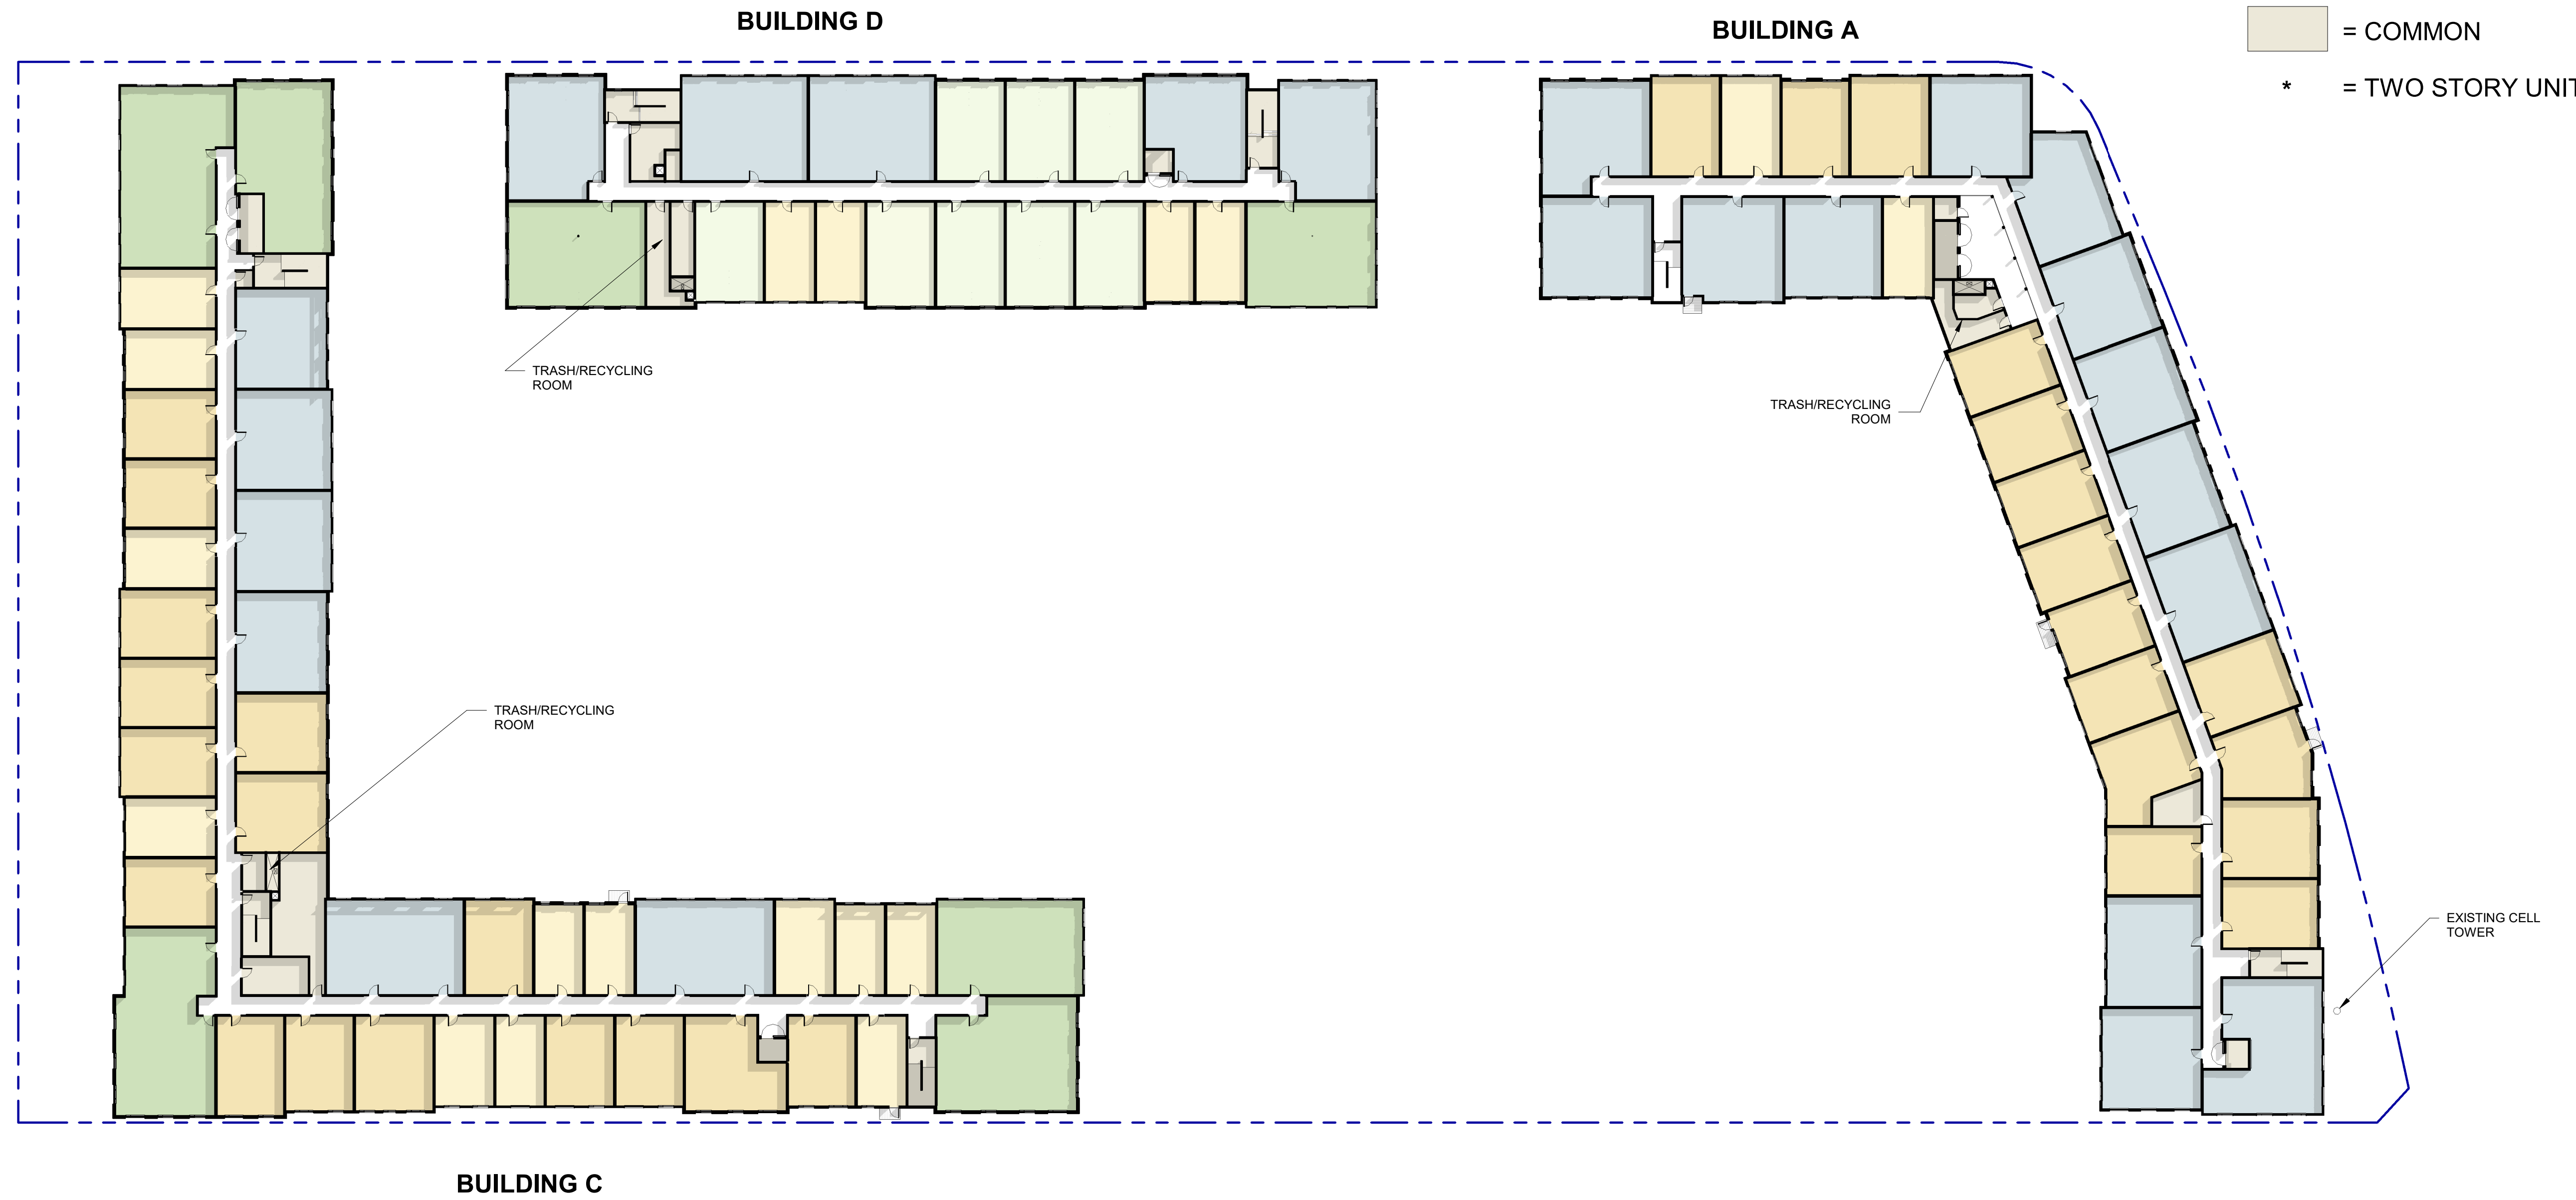 BUILDING D
BUILDING A
= COMMON
* = TWO STORY UNIT
TRASH/RECYCLING
ROOM
TRASH/RECYCLING
ROOM
TRASH/RECYCLING
ROOM
EXISTING CELL
TOWER
BUILDING C